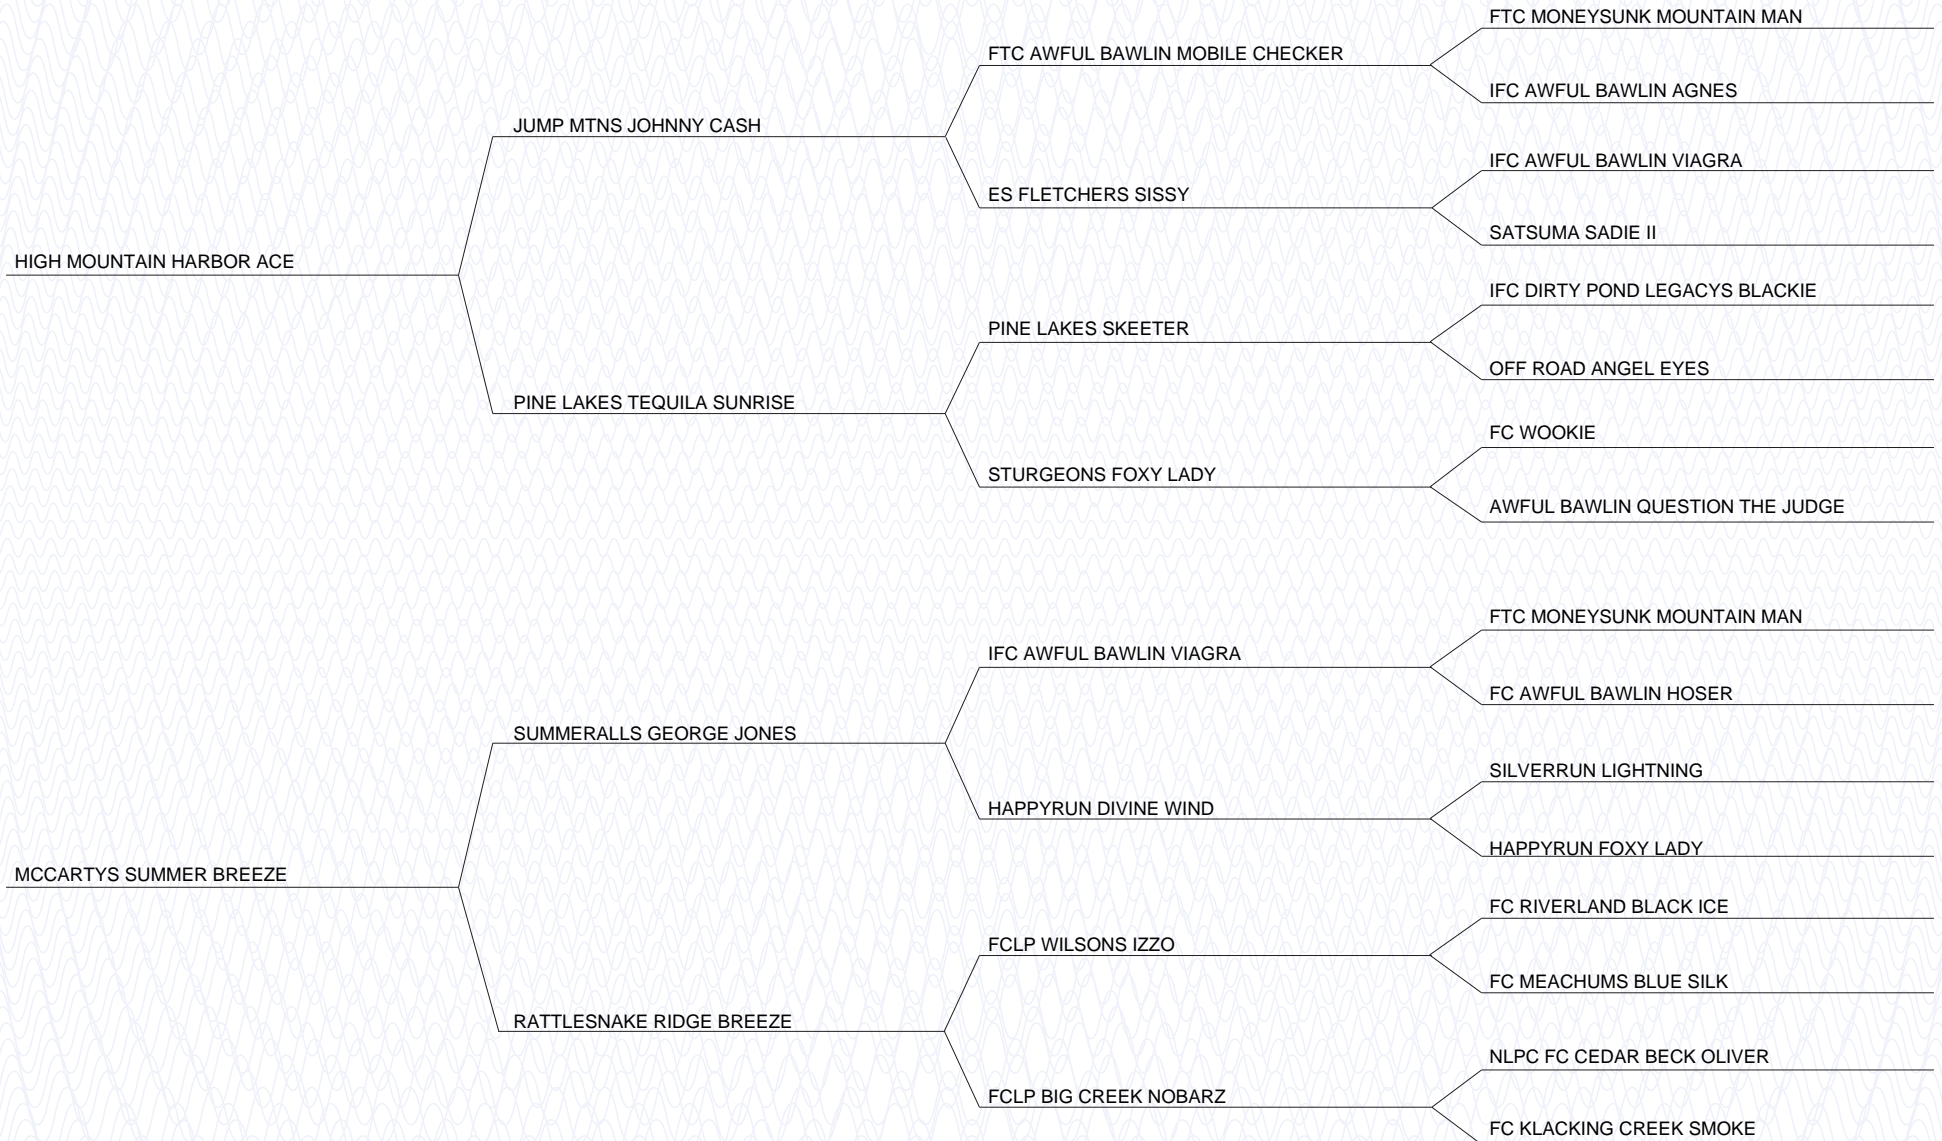 FTC MONEYSUNK MOUNTAIN MAN
FTC AWFUL BAWLIN MOBILE CHECKER
IFC AWFUL BAWLIN AGNES
JUMP MTNS JOHNNY CASH
IFC AWFUL BAWLIN VIAGRA
ES FLETCHERS SISSY
SATSUMA SADIE II
HIGH MOUNTAIN HARBOR ACE
IFC DIRTY POND LEGACYS BLACKIE
PINE LAKES SKEETER
OFF ROAD ANGEL EYES
PINE LAKES TEQUILA SUNRISE
FC WOOKIE
STURGEONS FOXY LADY
AWFUL BAWLIN QUESTION THE JUDGE
FTC MONEYSUNK MOUNTAIN MAN
IFC AWFUL BAWLIN VIAGRA
FC AWFUL BAWLIN HOSER
SUMMERALLS GEORGE JONES
SILVERRUN LIGHTNING
HAPPYRUN DIVINE WIND
HAPPYRUN FOXY LADY
MCCARTYS SUMMER BREEZE
FC RIVERLAND BLACK ICE
FCLP WILSONS IZZO
FC MEACHUMS BLUE SILK
RATTLESNAKE RIDGE BREEZE
NLPC FC CEDAR BECK OLIVER
FCLP BIG CREEK NOBARZ
FC KLACKING CREEK SMOKE